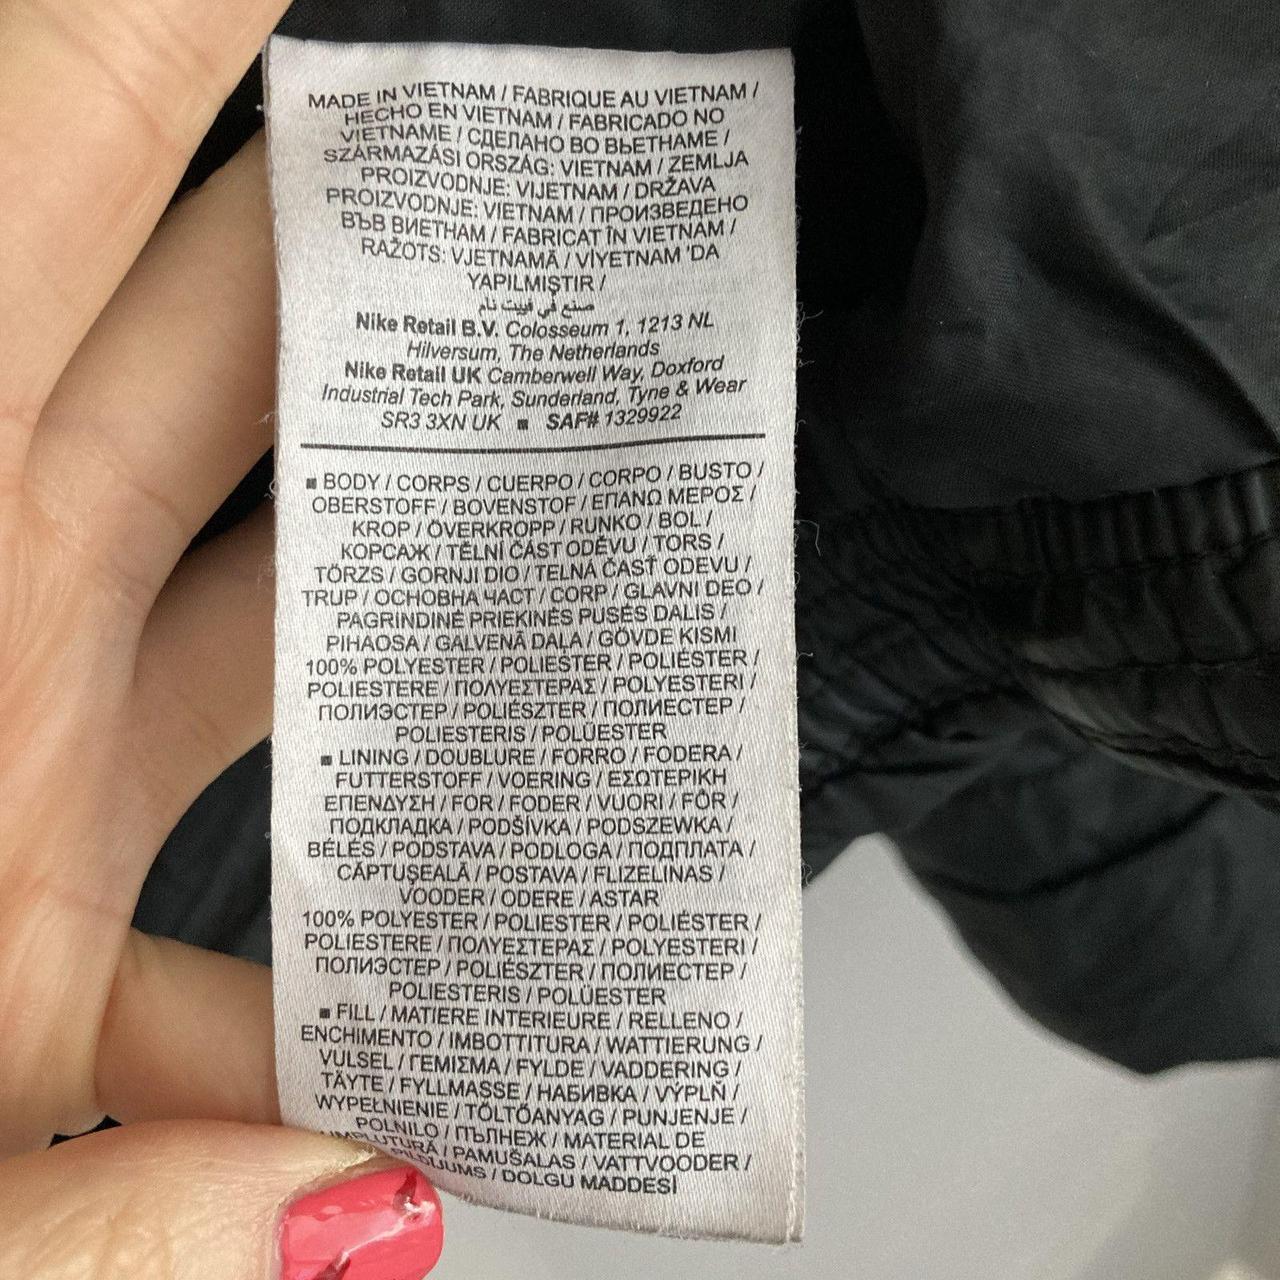 MADE IN VIETNAM / FABRIQUE AU VIETNAM /
HECHO EN VIETNAM / FABRICADO NO
VIETNAME / СДЕЛАНО ВО ВЬЕТНАМЕ /
SZÁRMAZÁSI ORSZÁG: VIETNAM / ZEMLJA
PROIZVODNJE: VIJETNAM / DRŽAVA
PROIZVODNJE: VIETNAM / ПРОИЗВЕДЕНО
ВЪВ ВИЕТНАМ / FABRICAT ÎN VIETNAM /
RAŽOTS: VJETNAMĀ / VİYETNAM 'DA
YAPILMIŞTIR /
صنع في فييت نام
Nike Retail B.V. Colosseum 1, 1213 NL
Hilversum, The Netherlands
Nike Retail UK Camberwell Way, Doxford
Industrial Tech Park, Sunderland, Tyne & Wear
SR3 3XN UK ■ SAF# 1329922
■ BODY / CORPS / CUERPO / CORPO / BUSTO /
OBERSTOFF / BOVENSTOF / ΕΠΑΝΩ ΜΕΡΟΣ /
KROP / ÖVERKROPP / RUNKO / BOL /
КОРСАЖ / TĚLNÍ ČÁST ODĚVU / TORS /
TÖRZS / GORNJI DIO / TELNÁ ČASŤ ODEVU /
TRUP / ОСНОВНА ЧАСТ / CORP / GLAVNI DEO /
PAGRINDINĖ PRIEKINĖS PUSĖS DALIS /
PIHAOSA / GALVENĀ DAĻA / GÖVDE KISMI
100% POLYESTER / POLIESTER / POLIÉSTER /
POLIESTERE / ΠΟΛΥΕΣΤΕΡΑΣ / POLYESTERI /
ПОЛИЭСТЕР / POLIÉSZTER / ПОЛИЕСТЕР /
POLIESTERIS / POLÜESTER
■ LINING / DOUBLURE / FORRO / FODERA /
FUTTERSTOFF / VOERING / ΕΣΩΤΕΡΙΚΗ
ΕΠΕΝΔΥΣΗ / FOR / FODER / VUORI / FÔR /
ПОДКЛАДКА / PODŠÍVKA / PODSZEWKA /
BÉLÉS / PODSTAVA / PODLOGA / ПОДПЛАТА /
CĂPTUŞEALĂ / POSTAVA / FLIZELINAS /
VOODER / ODERE / ASTAR
100% POLYESTER / POLIESTER / POLIÉSTER /
POLIESTERE / ΠΟΛΥΕΣΤΕΡΑΣ / POLYESTERI /
ПОЛИЭСТЕР / POLIÉSZTER / ПОЛИЕСТЕР /
POLIESTERIS / POLÜESTER
■ FILL / MATIERE INTERIEURE / RELLENO /
ENCHIMENTO / IMBOTTITURA / WATTIERUNG /
VULSEL / ΓΕΜΙΣΜΑ / FYLDE / VADDERING /
TÄYTE / FYLLMASSE / НАБИВКА / VÝPLŇ /
WYPEŁNIENIE / TÖLTŐANYAG / PUNJENJE /
POLNILO / ПЪЛНЕЖ / MATERIAL DE
UMPLUTURĂ / PAMUŠALAS / VATTVOODER /
PILDĪJUMS / DOLGU MADDESİ